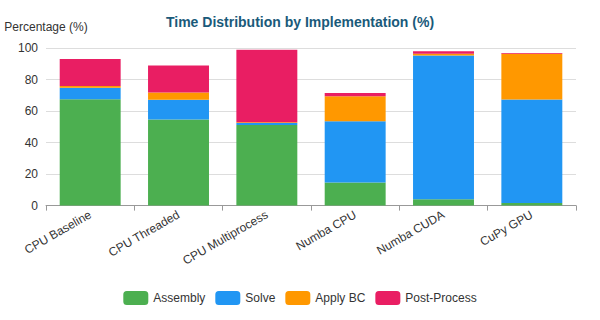 Time Distribution by Implementation (%)
Percentage (%)
100
80
60
40
20
0
CPU Baseline
CPU Threaded
CPU Multiprocess
Numba CPU
Numba CUDA
CuPy GPU
Assembly Solve Apply BC Post-Process